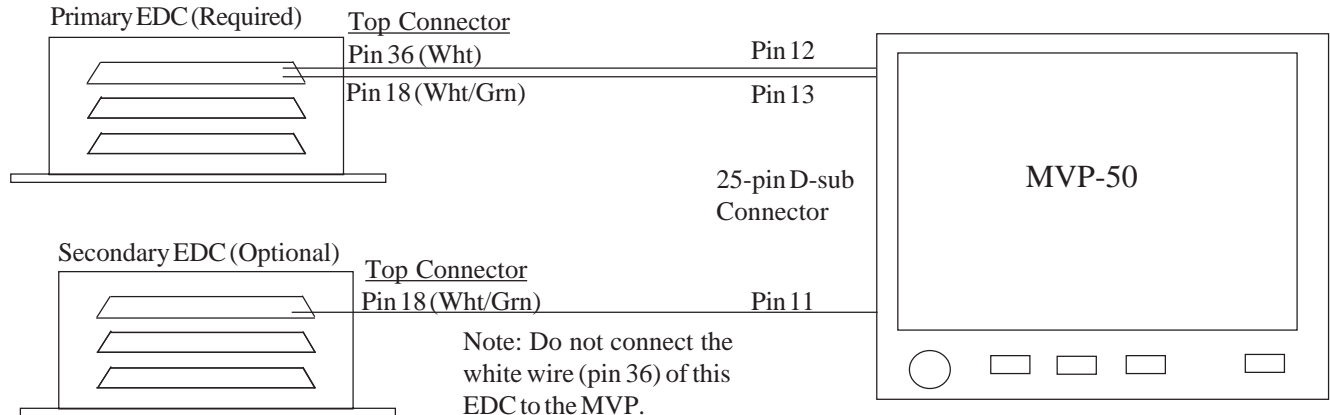 Primary EDC (Required)
Top Connector
Pin 36 (Wht)
Pin 12
Pin 18 (Wht/Grn)
Pin 13
25-pin D-sub
Connector
MVP-50
Secondary EDC (Optional)
Top Connector
Pin 18 (Wht/Grn)
Pin 11
Note: Do not connect the
white wire (pin 36) of this
EDC to the MVP.